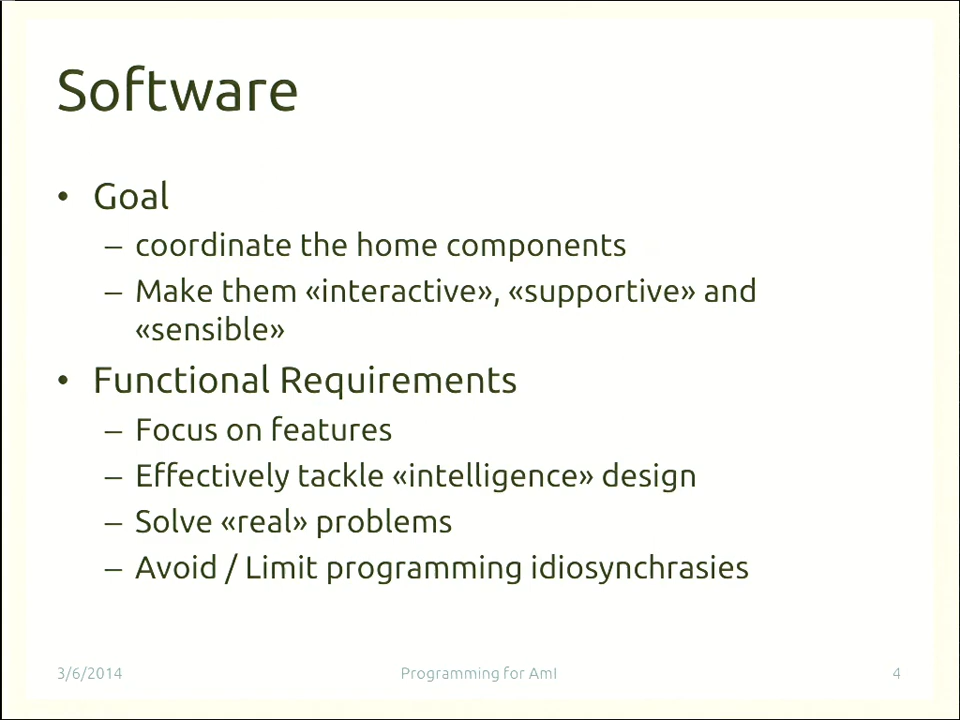 Software
• Goal
– coordinate the home components
– Make them «interactive», «supportive» and
«sensible»
• Functional Requirements
– Focus on features
– Effectively tackle «intelligence» design
– Solve «real» problems
– Avoid / Limit programming idiosynchrasies
3/6/2014 Programming for AmI 4